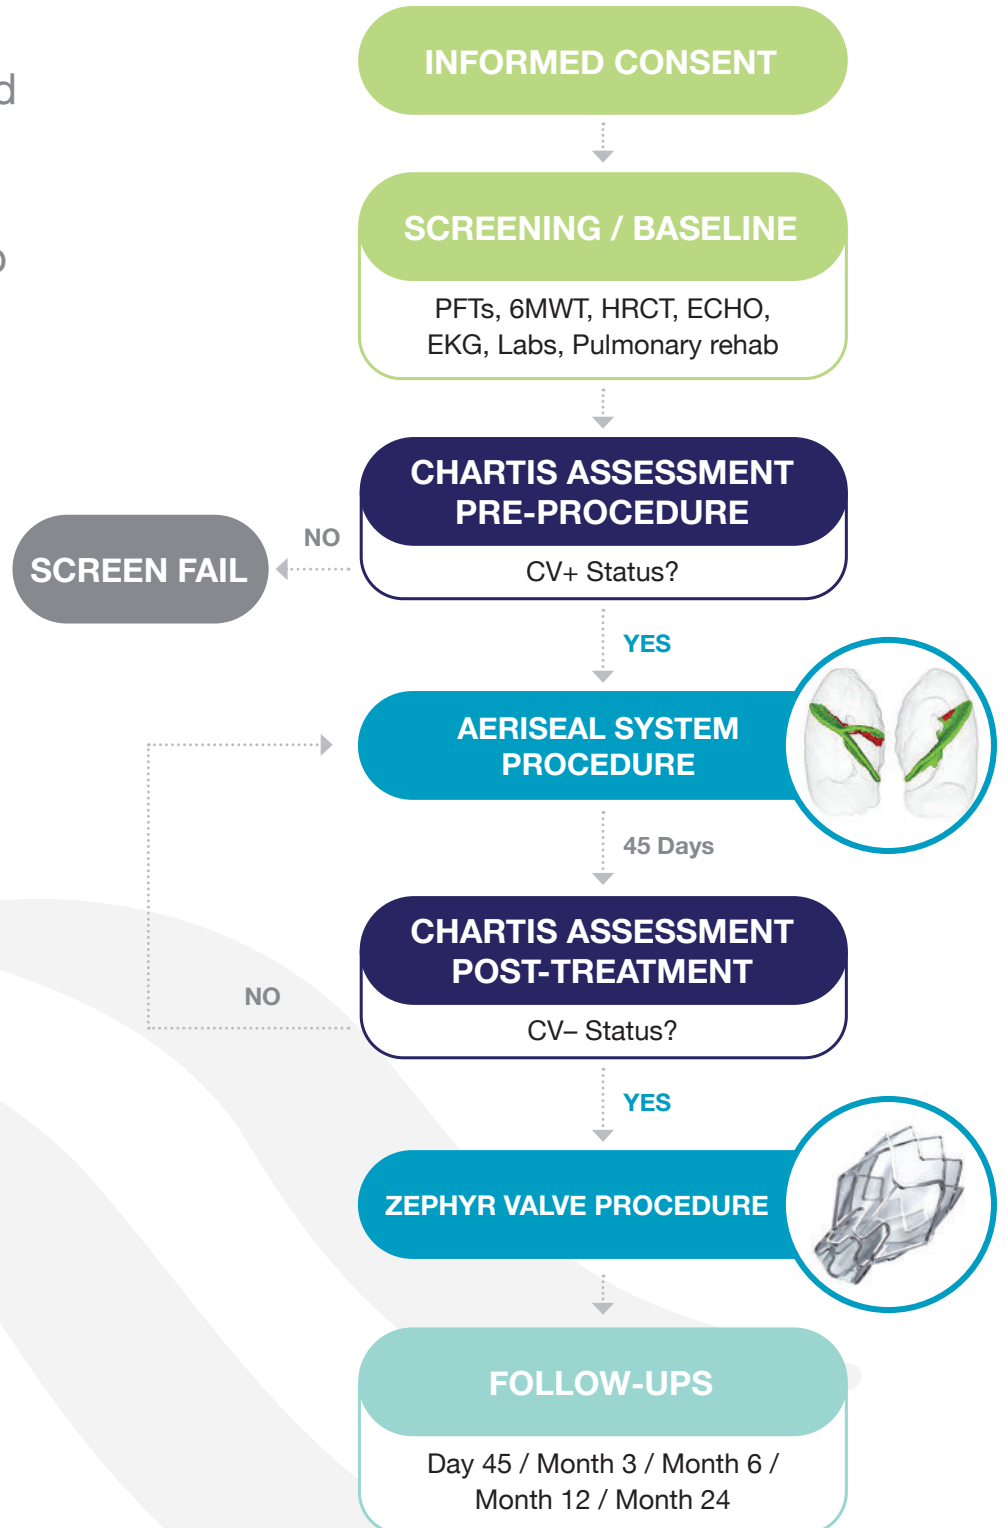 INFORMED CONSENT
SCREENING / BASELINE
PFTs, 6MWT, HRCT, ECHO,
EKG, Labs, Pulmonary rehab
CHARTIS ASSESSMENT
PRE-PROCEDURE
CV+ Status?
NO
SCREEN FAIL
YES
AERISEAL SYSTEM
PROCEDURE
45 Days
CHARTIS ASSESSMENT
POST-TREATMENT
CV– Status?
NO
YES
ZEPHYR VALVE PROCEDURE
FOLLOW-UPS
Day 45 / Month 3 / Month 6 /
Month 12 / Month 24